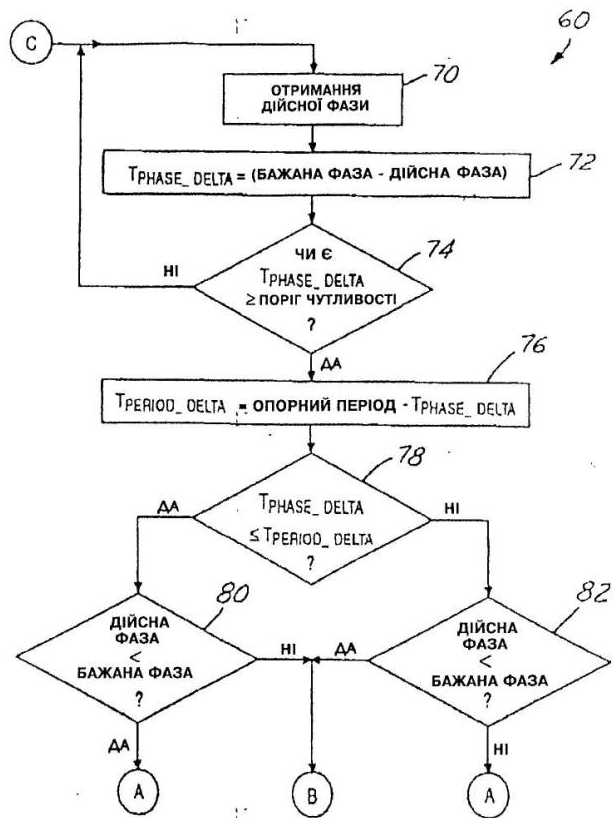 C
60
ОТРИМАННЯ
ДІЙСНОЇ ФАЗИ
70
TPHASE_DELTA = (БАЖАНА ФАЗА - ДІЙСНА ФАЗА)
72
НІ
ЧИ Є
TPHASE_DELTA
≥ ПОРІГ ЧУТЛИВОСТІ
?
74
ДА
76
TPERIOD_DELTA = ОПОРНИЙ ПЕРІОД - TPHASE_DELTA
78
ДА
TPHASE_DELTA
≤ TPERIOD_DELTA
?
НІ
80
ДІЙСНА
ФАЗА
<
БАЖАНА ФАЗА
?
НІ
ДА
82
ДІЙСНА
ФАЗА
<
БАЖАНА ФАЗА
?
ДА
НІ
A
B
A